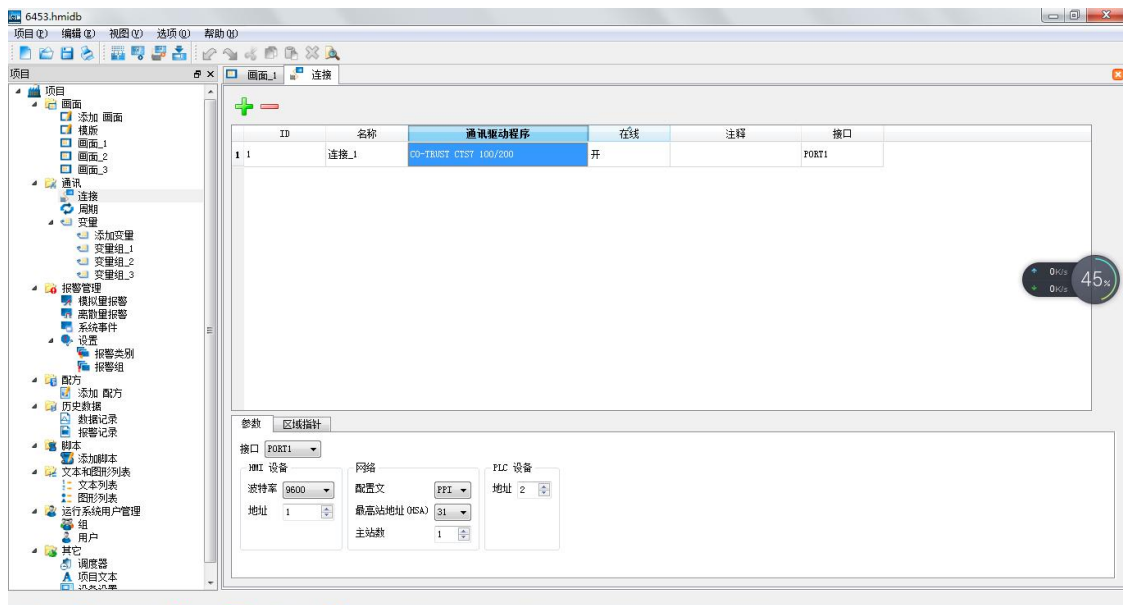 6453.hmidb
项目(P) 编辑(E) 视图(V) 选项(O) 帮助(H)
项目
画面_1 连接
项目
画面
添加 画面
模版
画面_1
画面_2
画面_3
通讯
连接
周期
变量
添加变量
变量组_1
变量组_2
变量组_3
报警管理
模拟量报警
离散量报警
系统事件
设置
报警类别
报警组
配方
添加 配方
历史数据
数据记录
报警记录
脚本
添加脚本
文本和图形列表
文本列表
图形列表
运行系统用户管理
组
用户
其它
调度器
项目文本
设备设置
ID 名称 通讯驱动程序 在线 注释 接口
1 1 连接_1 CO-TRUST CTS7 100/200 开 PORT1
0K/s
0K/s
45%
参数 区域指针
接口 PORT1
HMI 设备 网络 PLC 设备
波特率 9600 配置文 PPI 地址 2
地址 1 最高站地址(HSA) 31
主站数 1